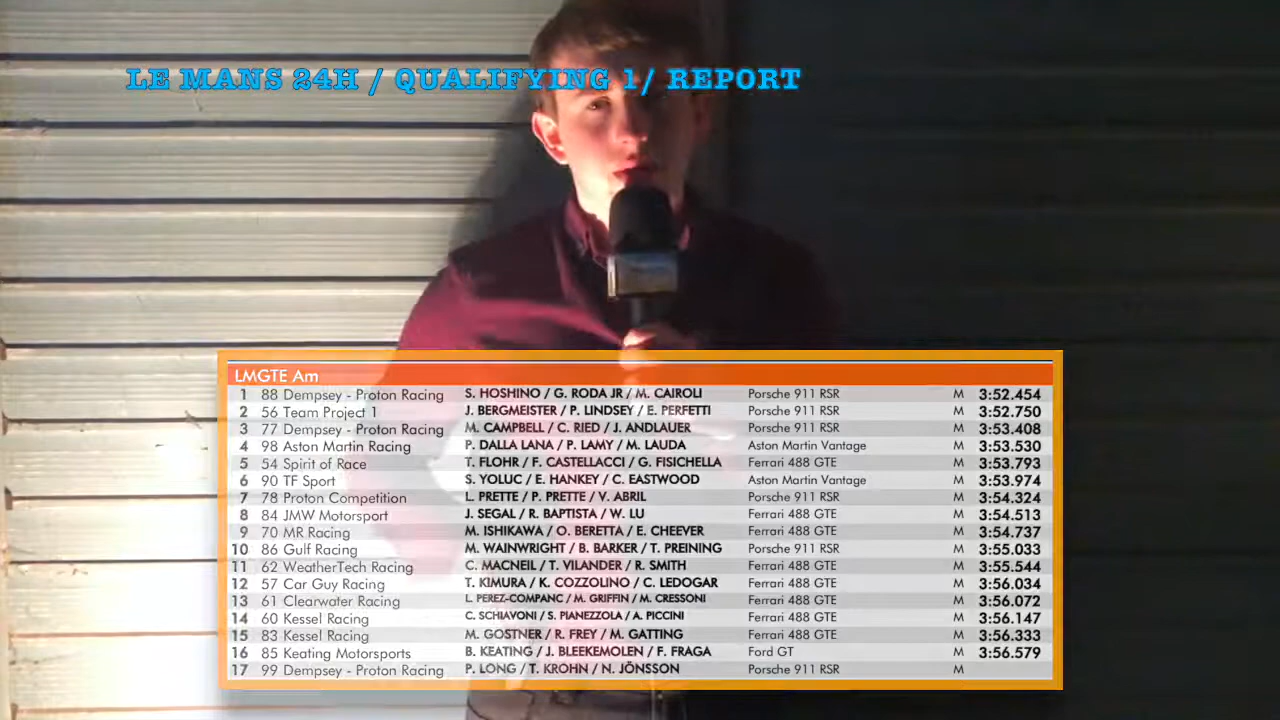 LE MANS 24H / QUALIFYING 1/ REPORT
LMGTE Am
1 88 Dempsey - Proton Racing S. HOSHINO / G. RODA JR / M. CAIROLI Porsche 911 RSR M 3:52.454
2 56 Team Project 1 J. BERGMEISTER / P. LINDSEY / E. PERFETTI Porsche 911 RSR M 3:52.750
3 77 Dempsey - Proton Racing M. CAMPBELL / C. RIED / J. ANDLAUER Porsche 911 RSR M 3:53.408
4 98 Aston Martin Racing P. DALLA LANA / P. LAMY / M. LAUDA Aston Martin Vantage M 3:53.530
5 54 Spirit of Race T. FLOHR / F. CASTELLACCI / G. FISICHELLA Ferrari 488 GTE M 3:53.793
6 90 TF Sport S. YOLUC / E. HANKEY / C. EASTWOOD Aston Martin Vantage M 3:53.974
7 78 Proton Competition L. PRETTE / P. PRETTE / V. ABRIL Porsche 911 RSR M 3:54.324
8 84 JMW Motorsport J. SEGAL / R. BAPTISTA / W. LU Ferrari 488 GTE M 3:54.513
9 70 MR Racing M. ISHIKAWA / O. BERETTA / E. CHEEVER Ferrari 488 GTE M 3:54.737
10 86 Gulf Racing M. WAINWRIGHT / B. BARKER / T. PREINING Porsche 911 RSR M 3:55.033
11 62 WeatherTech Racing C. MACNEIL / T. VILANDER / R. SMITH Ferrari 488 GTE M 3:55.544
12 57 Car Guy Racing T. KIMURA / K. COZZOLINO / C. LEDOGAR Ferrari 488 GTE M 3:56.034
13 61 Clearwater Racing L. PEREZ-COMPANC / M. GRIFFIN / M. CRESSONI Ferrari 488 GTE M 3:56.072
14 60 Kessel Racing C. SCHIAVONI / S. PIANEZZOLA / A. PICCINI Ferrari 488 GTE M 3:56.147
15 83 Kessel Racing M. GOSTNER / R. FREY / M. GATTING Ferrari 488 GTE M 3:56.333
16 85 Keating Motorsports B. KEATING / J. BLEEKEMOLEN / F. FRAGA Ford GT M 3:56.579
17 99 Dempsey - Proton Racing P. LONG / T. KROHN / N. JÖNSSON Porsche 911 RSR M